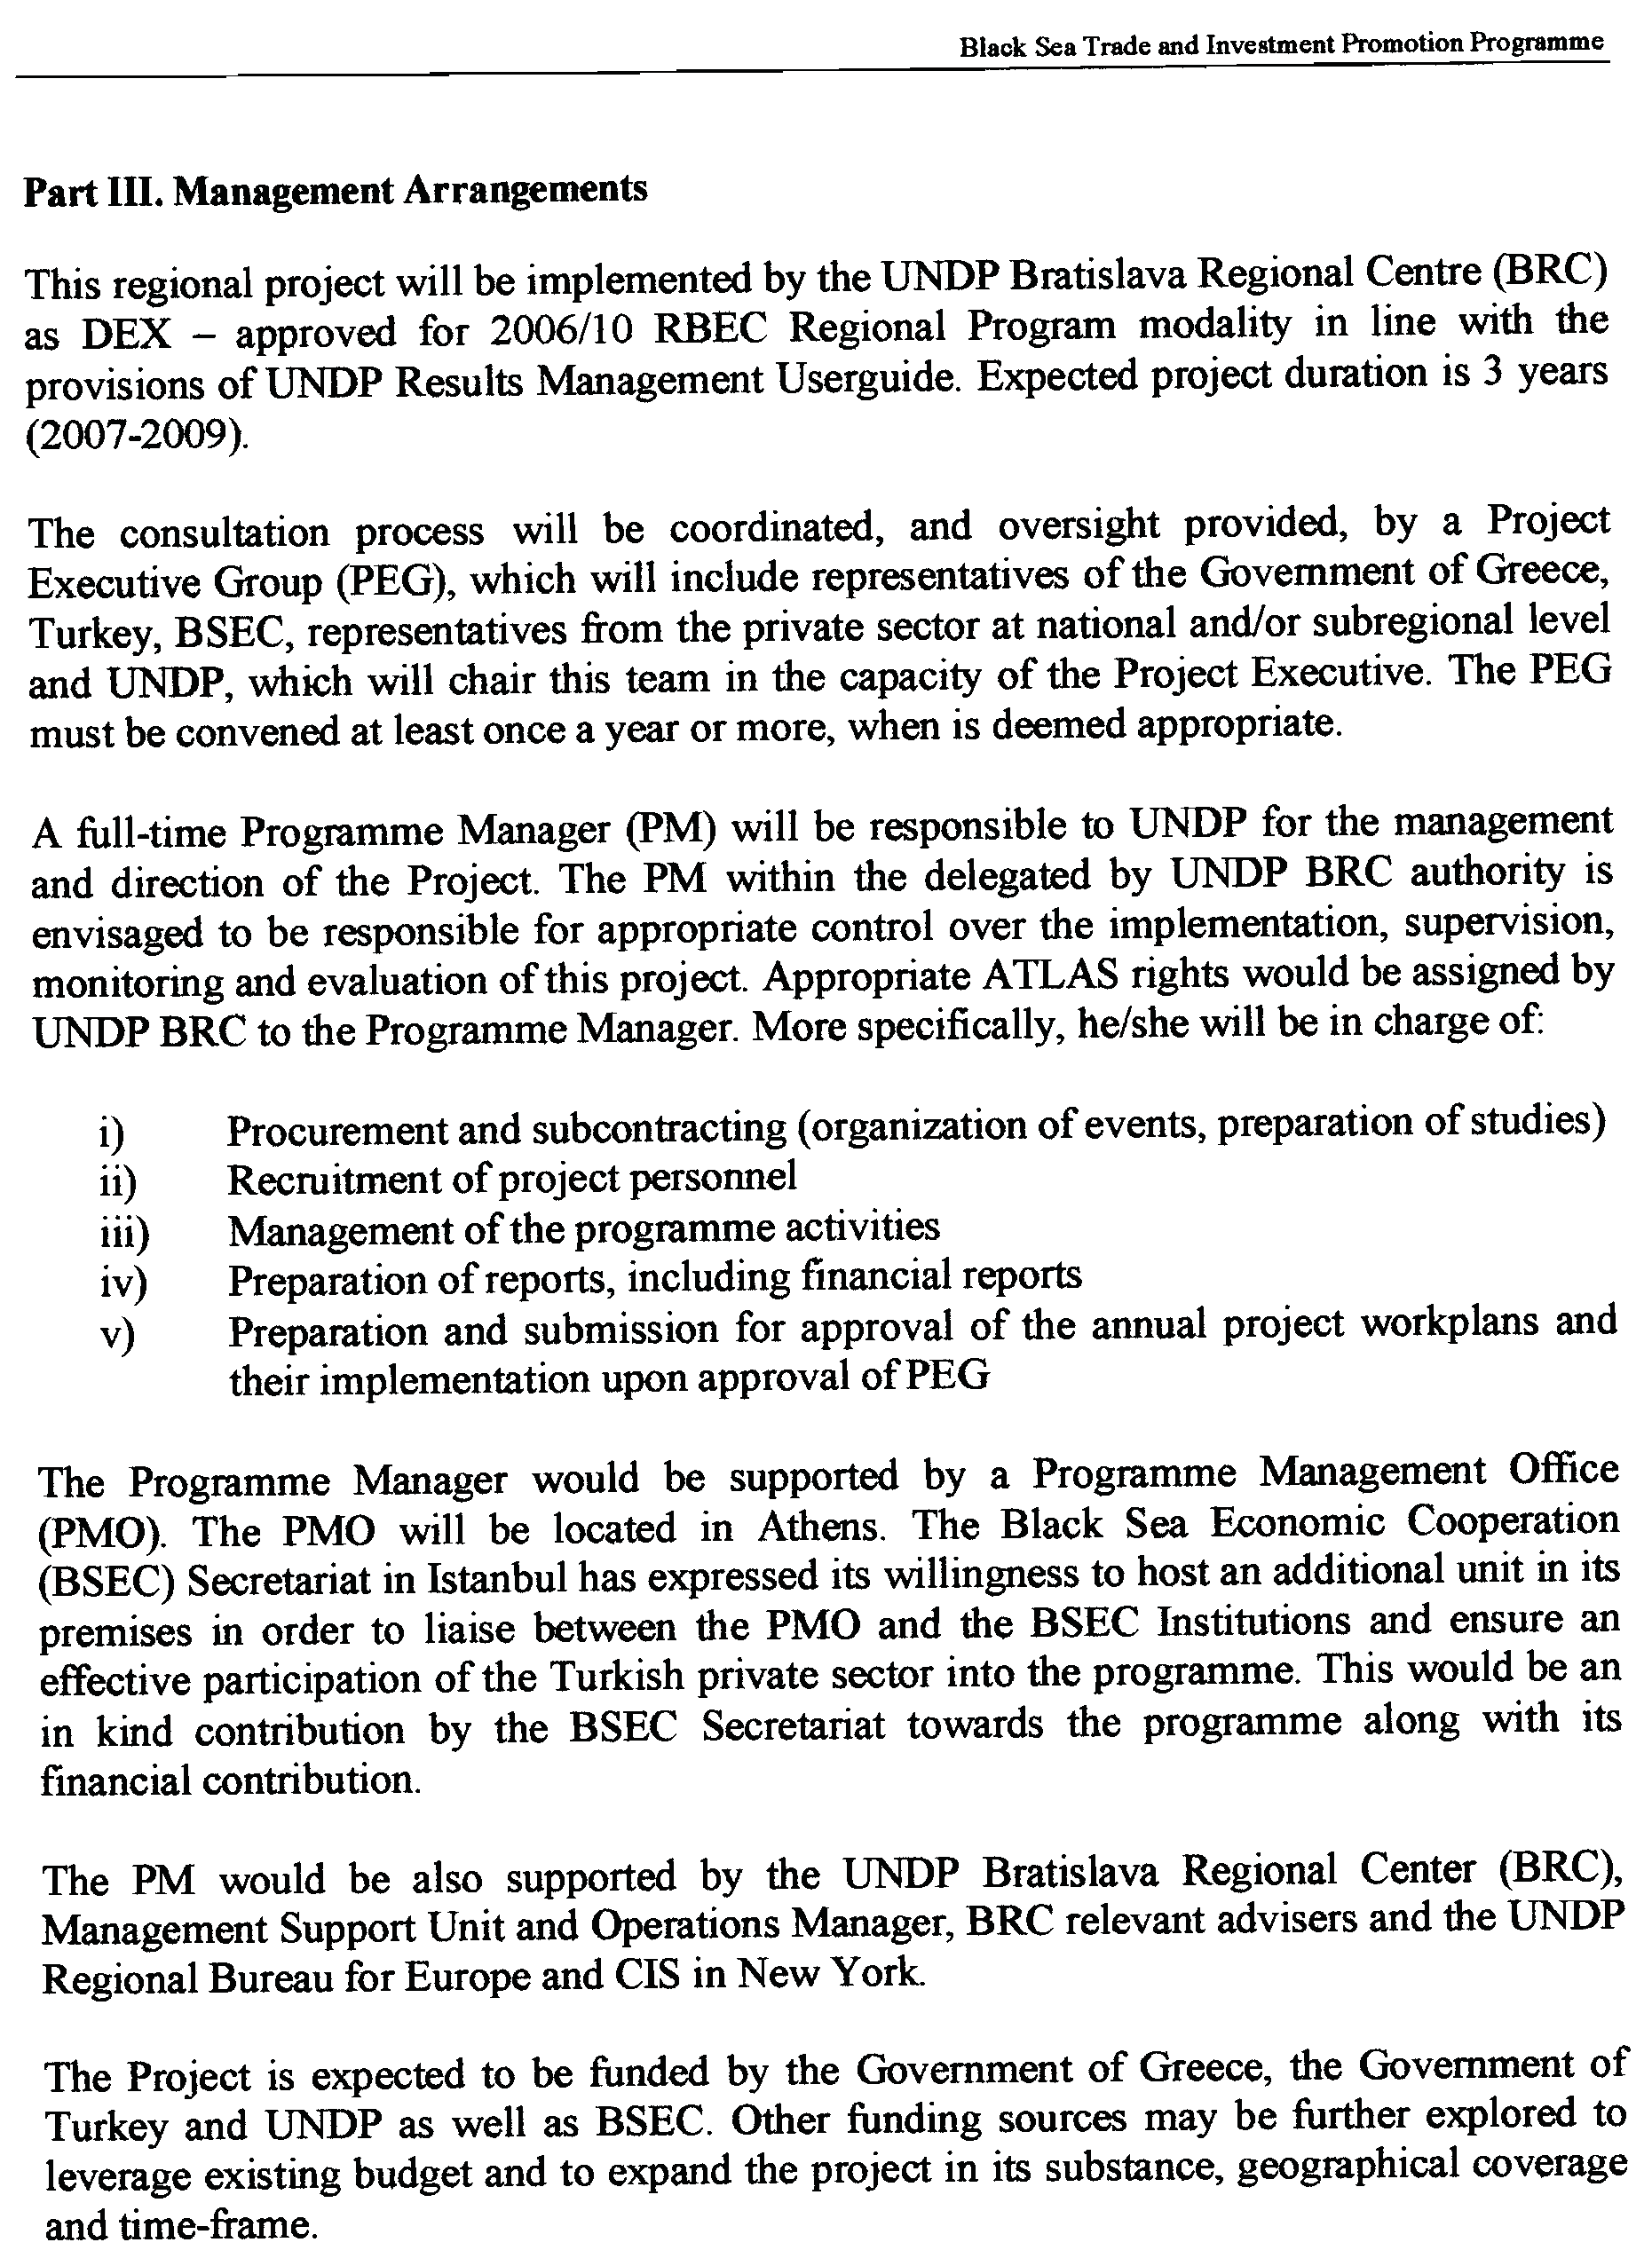 Black Sea Trade and Investment Promotion Programme
Part III. Management Arrangements
This regional project will be implemented by the UNDP Bratislava Regional Centre (BRC)
as DEX – approved for 2006/10 RBEC Regional Program modality in line with the
provisions of UNDP Results Management Userguide. Expected project duration is 3 years
(2007-2009).
The consultation process will be coordinated, and oversight provided, by a Project
Executive Group (PEG), which will include representatives of the Government of Greece,
Turkey, BSEC, representatives from the private sector at national and/or subregional level
and UNDP, which will chair this team in the capacity of the Project Executive. The PEG
must be convened at least once a year or more, when is deemed appropriate.
A full-time Programme Manager (PM) will be responsible to UNDP for the management
and direction of the Project. The PM within the delegated by UNDP BRC authority is
envisaged to be responsible for appropriate control over the implementation, supervision,
monitoring and evaluation of this project. Appropriate ATLAS rights would be assigned by
UNDP BRC to the Programme Manager. More specifically, he/she will be in charge of:
i) Procurement and subcontracting (organization of events, preparation of studies)
ii) Recruitment of project personnel
iii) Management of the programme activities
iv) Preparation of reports, including financial reports
v) Preparation and submission for approval of the annual project workplans and
their implementation upon approval of PEG
The Programme Manager would be supported by a Programme Management Office
(PMO). The PMO will be located in Athens. The Black Sea Economic Cooperation
(BSEC) Secretariat in Istanbul has expressed its willingness to host an additional unit in its
premises in order to liaise between the PMO and the BSEC Institutions and ensure an
effective participation of the Turkish private sector into the programme. This would be an
in kind contribution by the BSEC Secretariat towards the programme along with its
financial contribution.
The PM would be also supported by the UNDP Bratislava Regional Center (BRC),
Management Support Unit and Operations Manager, BRC relevant advisers and the UNDP
Regional Bureau for Europe and CIS in New York.
The Project is expected to be funded by the Government of Greece, the Government of
Turkey and UNDP as well as BSEC. Other funding sources may be further explored to
leverage existing budget and to expand the project in its substance, geographical coverage
and time-frame.